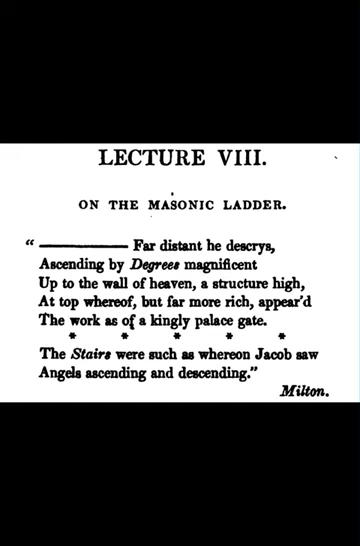 LECTURE VIII.
ON THE MASONIC LADDER.
“ ———— Far distant he descrys,
Ascending by Degrees magnificent
Up to the wall of heaven, a structure high,
At top whereof, but far more rich, appear’d
The work as of a kingly palace gate.
* * * * *
The Stairs were such as whereon Jacob saw
Angels ascending and descending.”
Milton.